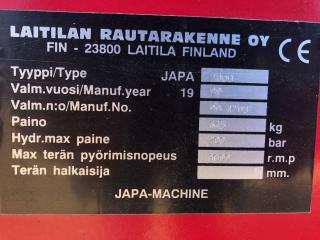 LAITILAN RAUTARAKENNE OY
FIN - 23800 LAITILA FINLAND
CE
Tyyppi/Type JAPA
Valm.vuosi/Manuf.year 19
Valm.n:o/Manuf.No.
Paino kg
Hydr.max paine bar
Max terän pyörimisnopeus r.m.p
Terän halkaisija mm.
JAPA-MACHINE